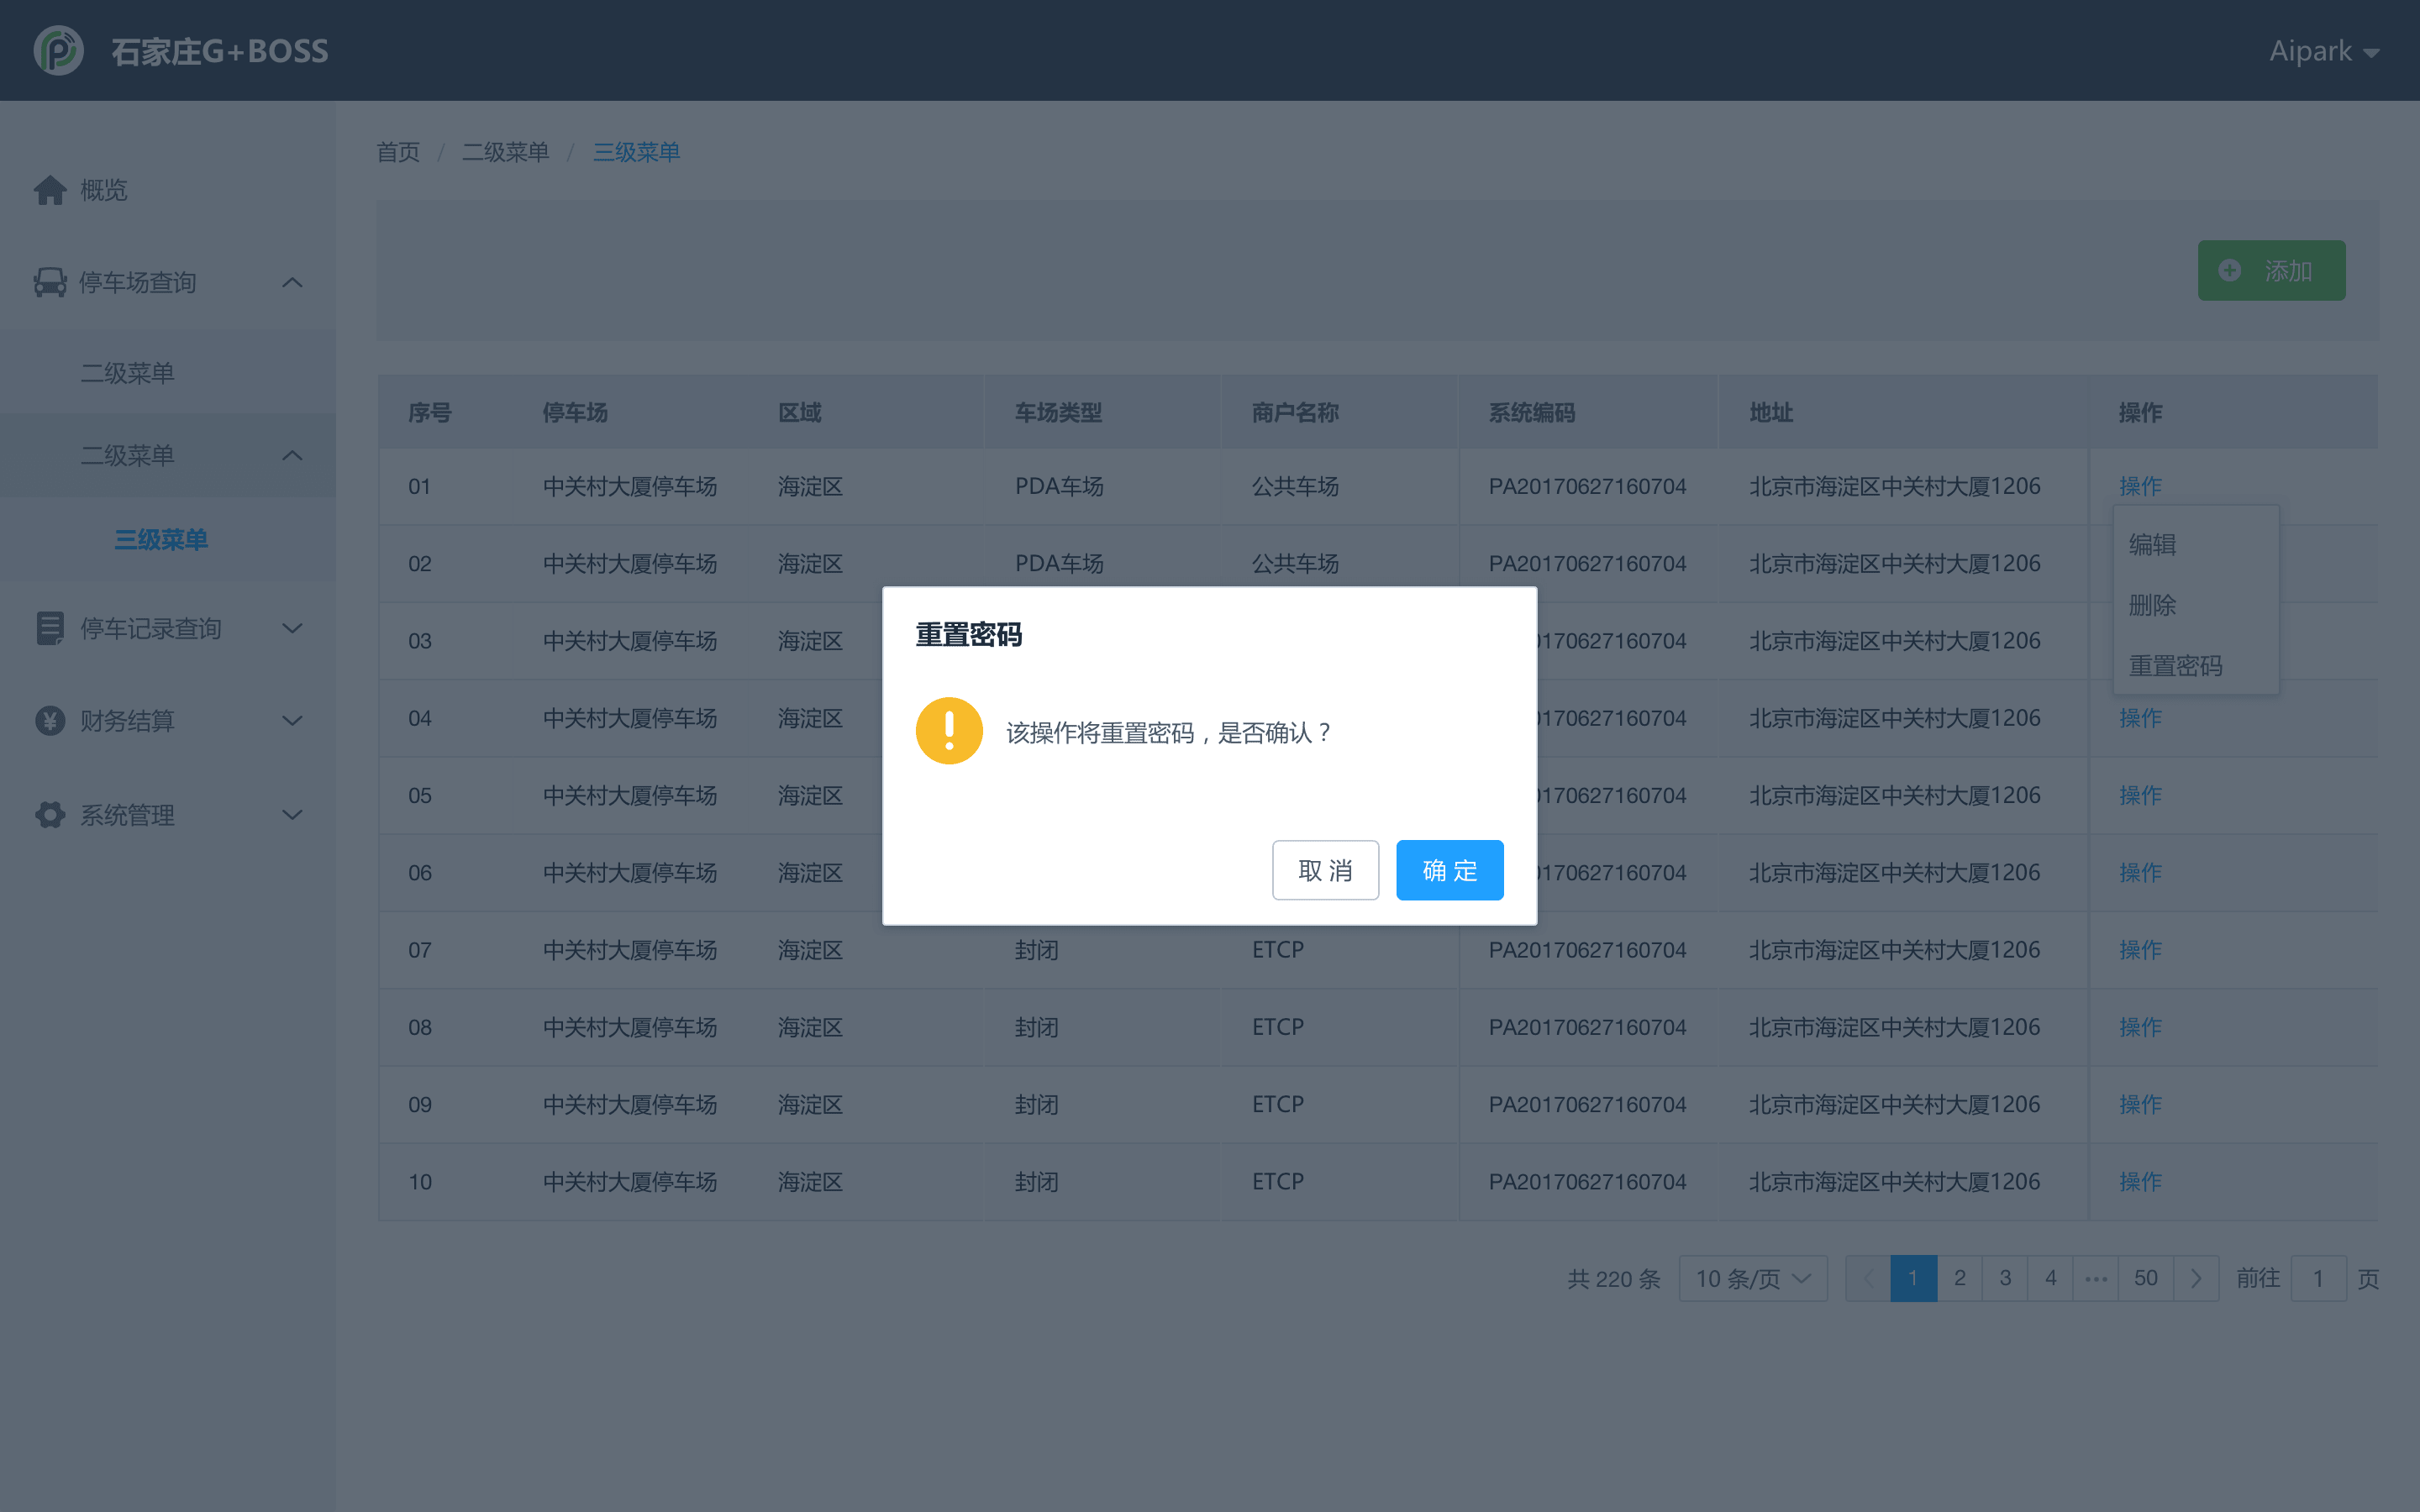 石家庄G+BOSS
Aipark
首页 / 二级菜单 / 三级菜单
概览
停车场查询
二级菜单
二级菜单
三级菜单
停车记录查询
财务结算
系统管理
添加
序号 停车场 区域 车场类型 商户名称 系统编码 地址 操作
01 中关村大厦停车场 海淀区 PDA车场 公共车场 PA20170627160704 北京市海淀区中关村大厦1206 操作
02 中关村大厦停车场 海淀区 PDA车场 公共车场 PA20170627160704 北京市海淀区中关村大厦1206
03 中关村大厦停车场 海淀区 0170627160704 北京市海淀区中关村大厦1206
04 中关村大厦停车场 海淀区 0170627160704 北京市海淀区中关村大厦1206 操作
05 中关村大厦停车场 海淀区 0170627160704 北京市海淀区中关村大厦1206 操作
06 中关村大厦停车场 海淀区 0170627160704 北京市海淀区中关村大厦1206 操作
07 中关村大厦停车场 海淀区 封闭 ETCP PA20170627160704 北京市海淀区中关村大厦1206 操作
08 中关村大厦停车场 海淀区 封闭 ETCP PA20170627160704 北京市海淀区中关村大厦1206 操作
09 中关村大厦停车场 海淀区 封闭 ETCP PA20170627160704 北京市海淀区中关村大厦1206 操作
10 中关村大厦停车场 海淀区 封闭 ETCP PA20170627160704 北京市海淀区中关村大厦1206 操作
编辑
删除
重置密码
重置密码
该操作将重置密码，是否确认？
取 消 确 定
共 220 条 10 条/页 1 2 3 4 ••• 50 前往 1 页